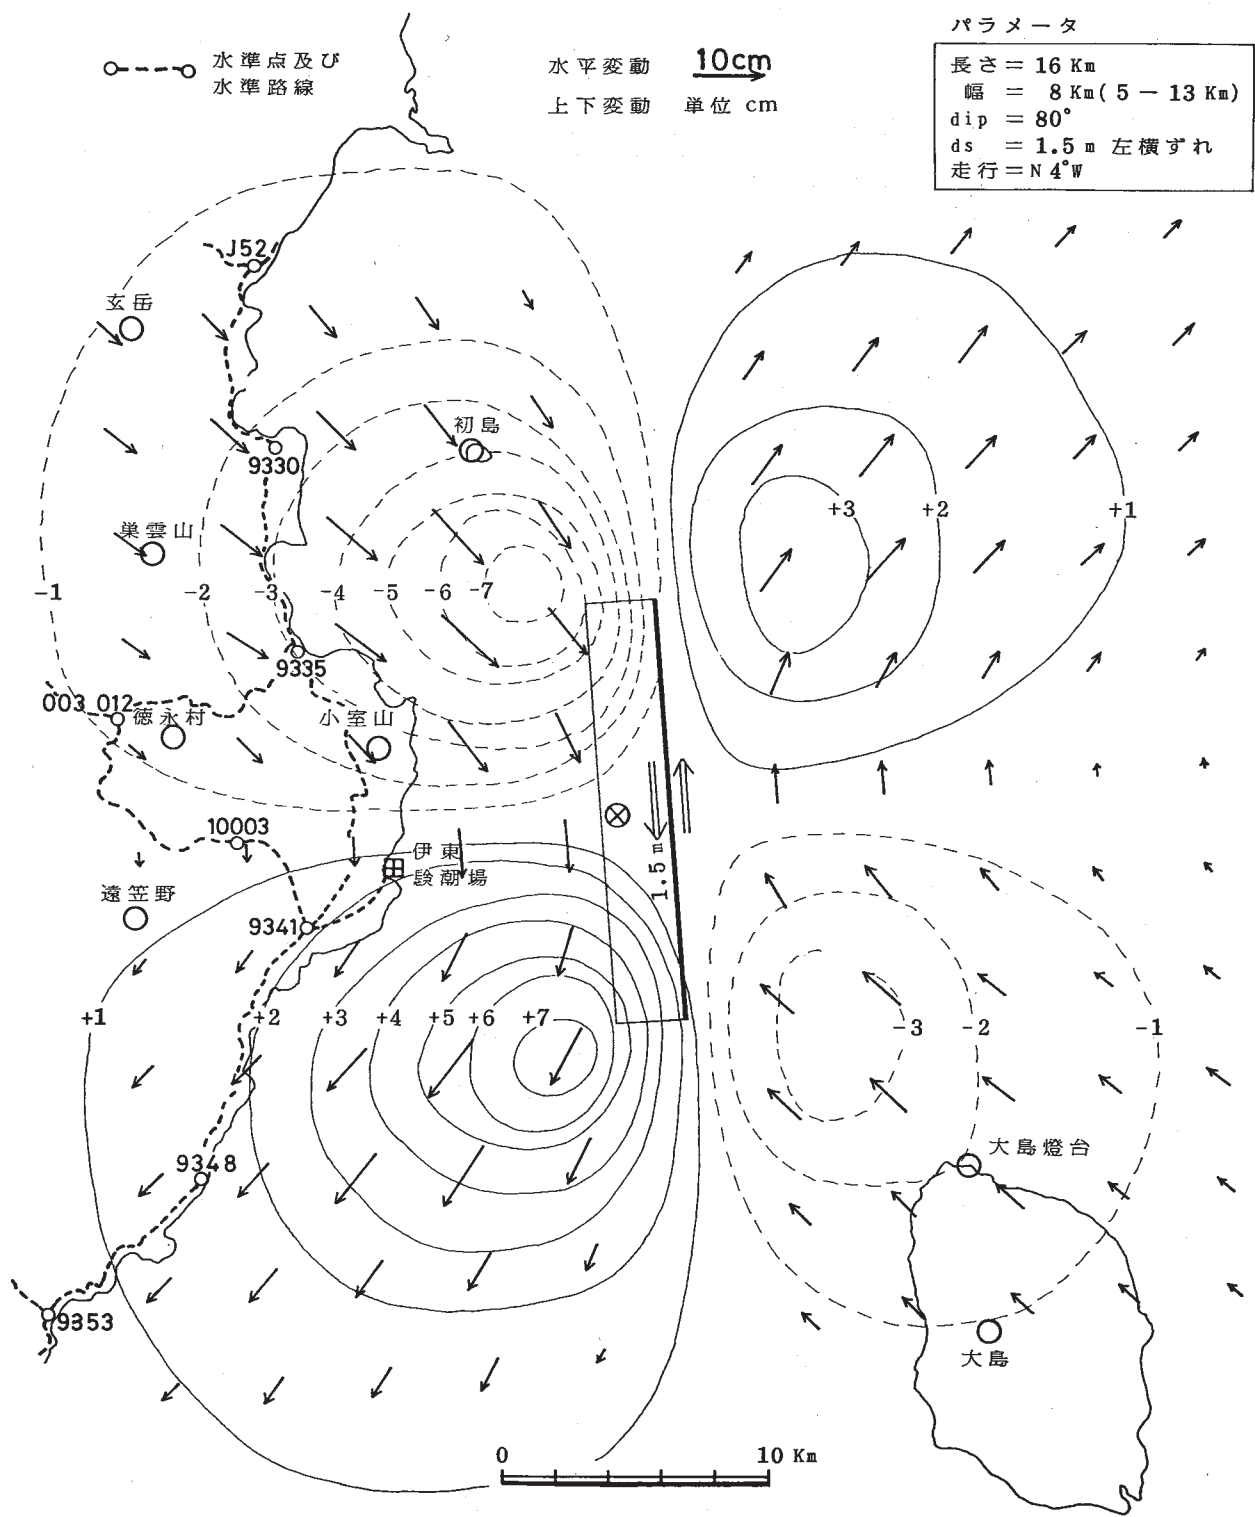 パラメータ
長さ = 16 Km
幅 = 8 Km( 5 − 13 Km)
dip = 80°
ds = 1.5 m 左横ずれ
走行 = N 4°W
水準点及び
水準路線
水平変動 10cm
上下変動 単位 cm
J52
玄岳
初島
9330
+3 +2 +1
巣雲山
-1 -2 -3 -4 -5 -6 -7
9335
003 012
徳永村
小室山
10003
伊東
験潮場
1.5 m
遠笠野
9341
+1 +2 +3 +4 +5 +6 +7
-3 -2 -1
大島燈台
9348
9353
大島
0 10 Km